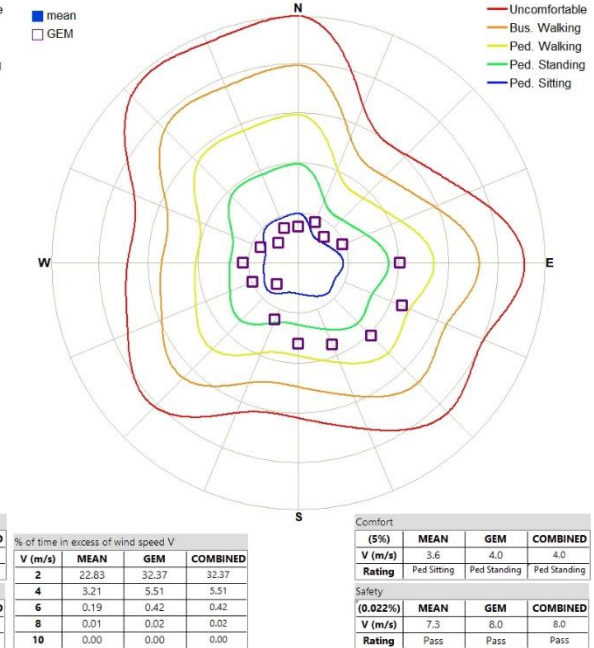 mean
GEM
N
Uncomfortable
Bus. Walking
Ped. Walking
Ped. Standing
Ped. Sitting
W
E
S
% of time in excess of wind speed V
V (m/s) MEAN GEM COMBINED
2 22.83 32.37 32.37
4 3.21 5.51 5.51
6 0.19 0.42 0.42
8 0.01 0.02 0.02
10 0.00 0.00 0.00
Comfort
(5%) MEAN GEM COMBINED
V (m/s) 3.6 4.0 4.0
Rating Ped Sitting Ped Standing Ped Standing
Safety
(0.022%) MEAN GEM COMBINED
V (m/s) 7.3 8.0 8.0
Rating Pass Pass Pass